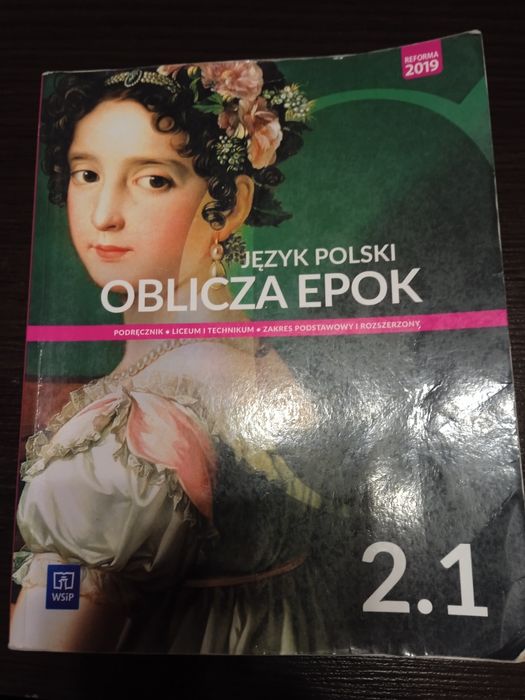 REFORMA
2019
JĘZYK POLSKI
OBLICZA EPOK
PODRĘCZNIK • LICEUM I TECHNIKUM • ZAKRES PODSTAWOWY I ROZSZERZONY
WSiP
2.1